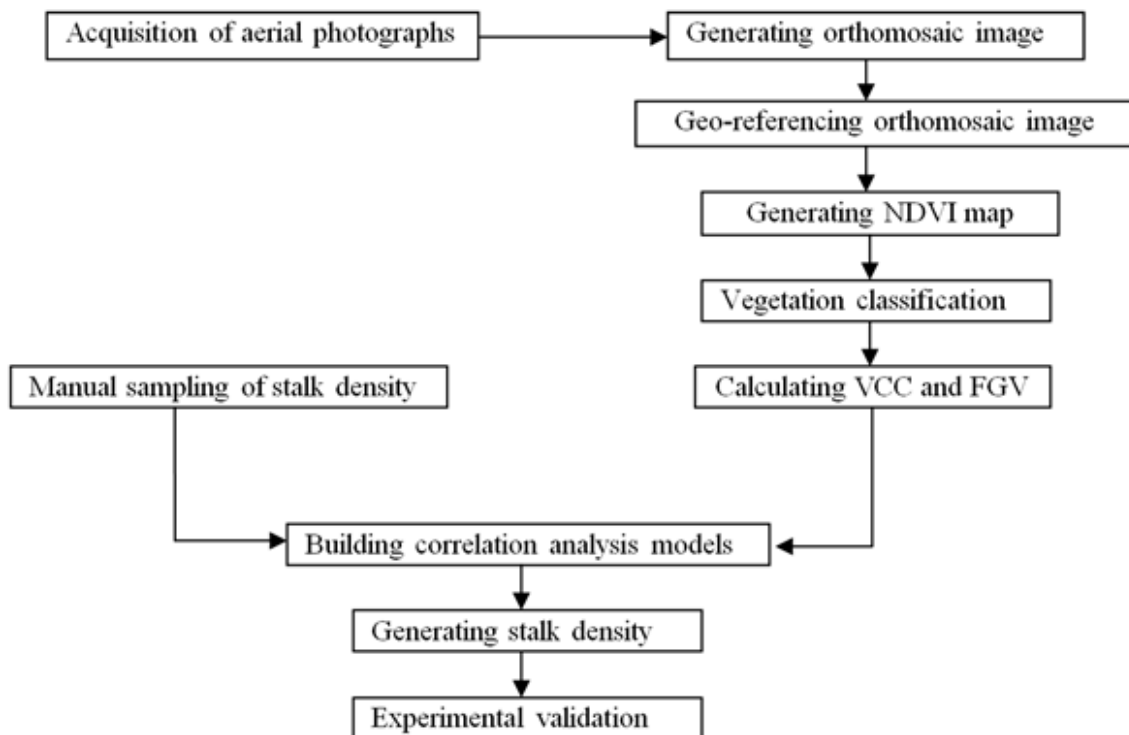 Acquisition of aerial photographs
Generating orthomosaic image
Geo-referencing orthomosaic image
Generating NDVI map
Vegetation classification
Manual sampling of stalk density
Calculating VCC and FGV
Building correlation analysis models
Generating stalk density
Experimental validation